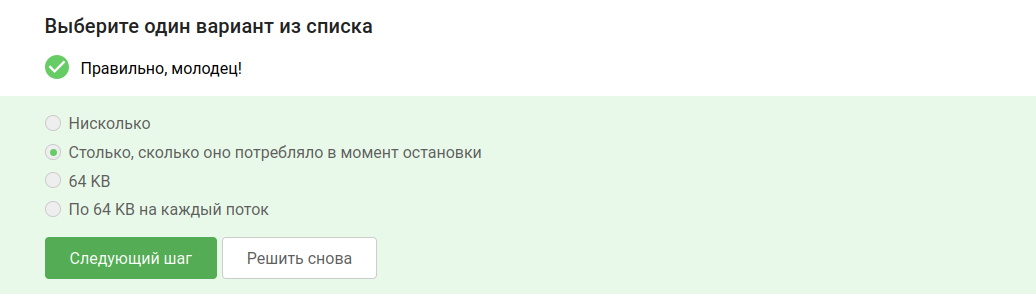 Выберите один вариант из списка
Правильно, молодец!
Нисколько
Столько, сколько оно потребляло в момент остановки
64 KB
По 64 KB на каждый поток
Следующий шаг
Решить снова